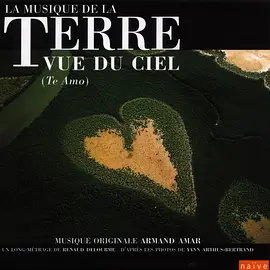 LA MUSIQUE DE LA
TERRE
VUE DU CIEL
(Te Amo)
MUSIQUE ORIGINALE ARMAND AMAR
UN LONG-MÉTRAGE DE RENAUD DELOURME D'APRÈS LES PHOTOS DE YANN ARTHUS-BERTRAND
naïve